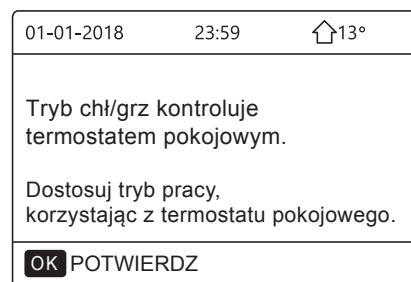 01-01-2018 23:59 13°
Tryb chł/grz kontroluje
termostatem pokojowym.
Dostosuj tryb pracy,
korzystając z termostatu pokojowego.
OK POTWIERDZ